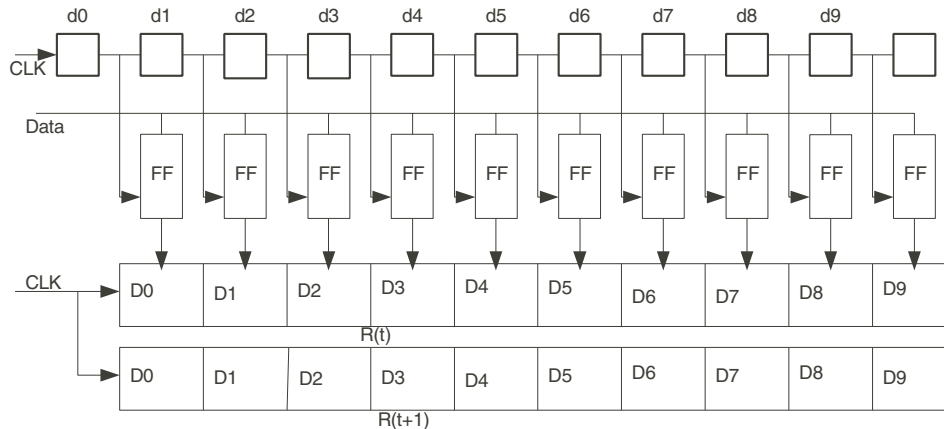 d0 d1 d2 d3 d4 d5 d6 d7 d8 d9
CLK
Data
FF FF FF FF FF FF FF FF FF FF
CLK
D0 D1 D2 D3 D4 D5 D6 D7 D8 D9
R(t)
D0 D1 D2 D3 D4 D5 D6 D7 D8 D9
R(t+1)